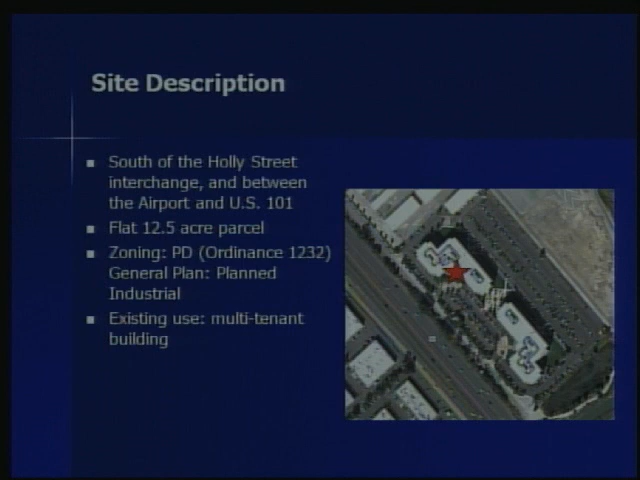 Site Description
South of the Holly Street
interchange, and between
the Airport and U.S. 101
Flat 12.5 acre parcel
Zoning: PD (Ordinance 1232)
General Plan: Planned
Industrial
Existing use: multi-tenant
building